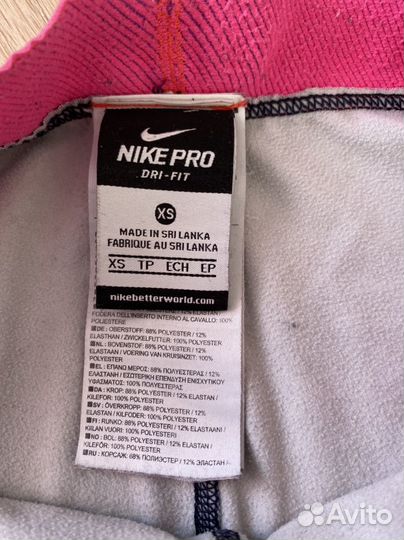 NIKE PRO
DRI-FIT
XS
MADE IN SRI LANKA
FABRIQUE AU SRI LANKA
XS TP ECH EP
nikebetterworld.com
FODERA DELL'INSERTO INTERNO AL CAVALLO: 100%
POLIESTERE
DE: OBERSTOFF: 88% POLYESTER / 12%
ELASTHAN / ZWICKELFUTTER: 100% POLYESTER
NL: BOVENSTOF: 88% POLYESTER / 12%
ELASTAAN / VOERING VAN KRUISINZET: 100%
POLYESTER
EL: ΕΠΑΝΩ ΜΕΡΟΣ: 88% ΠΟΛΥΕΣΤΕΡΑΣ / 12%
ΕΛΑΣΤΑΝΗ / ΕΣΩΤΕΡΙΚΗ ΕΠΕΝΔΥΣΗ ΕΝΙΣΧΥΤΙΚΟΥ
ΥΦΑΣΜΑΤΟΣ: 100% ΠΟΛΥΕΣΤΕΡΑΣ
DA: KROP: 88% POLYESTER / 12% ELASTAN /
KILEFOR: 100% POLYESTER
SV: ÖVERKROPP: 88% POLYESTER / 12%
ELASTAN / KILFODER: 100% POLYESTER
FI: RUNKO: 88% POLYESTERI / 12% ELASTAANI /
KIILAN VUORI: 100% POLYESTERI
NO: BOL: 88% POLYESTER / 12% ELASTAN /
KILEFÔR: 100% POLYESTER
RU: КОРСАЖ: 88% ПОЛИЭСТЕР / 12% ЭЛАСТАН /
Avito